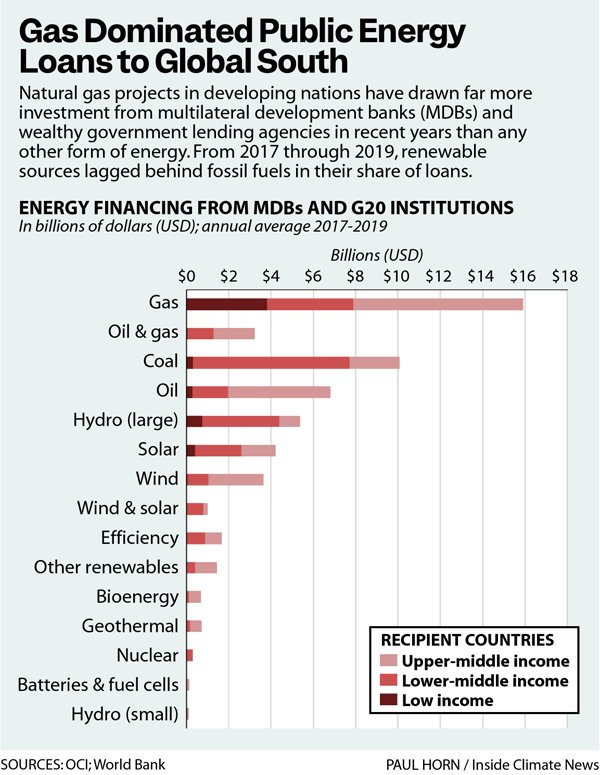 Gas Dominated Public Energy
Loans to Global South
Natural gas projects in developing nations have drawn far more
investment from multilateral development banks (MDBs) and
wealthy government lending agencies in recent years than any
other form of energy. From 2017 through 2019, renewable
sources lagged behind fossil fuels in their share of loans.
ENERGY FINANCING FROM MDBs AND G20 INSTITUTIONS
In billions of dollars (USD); annual average 2017-2019
Billions (USD)
$0 $2 $4 $6 $8 $10 $12 $14 $16 $18
Gas
Oil & gas
Coal
Oil
Hydro (large)
Solar
Wind
Wind & solar
Efficiency
Other renewables
Bioenergy
Geothermal
Nuclear
Batteries & fuel cells
Hydro (small)
RECIPIENT COUNTRIES
Upper-middle income
Lower-middle income
Low income
SOURCES: OCI; World Bank
PAUL HORN / Inside Climate News